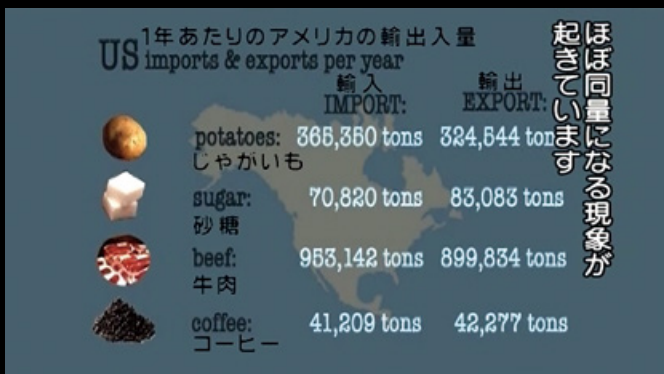 1年あたりのアメリカの輸出入量
US imports & exports per year
輸入 輸出
IMPORT: EXPORT:
potatoes: 365,350 tons 324,544 ton
じゃがいも
sugar: 70,820 tons 83,083 tons
砂糖
beef: 953,142 tons 899,834 tons
牛肉
coffee: 41,209 tons 42,277 tons
コーヒー
ほぼ同量になる現象が
起きています